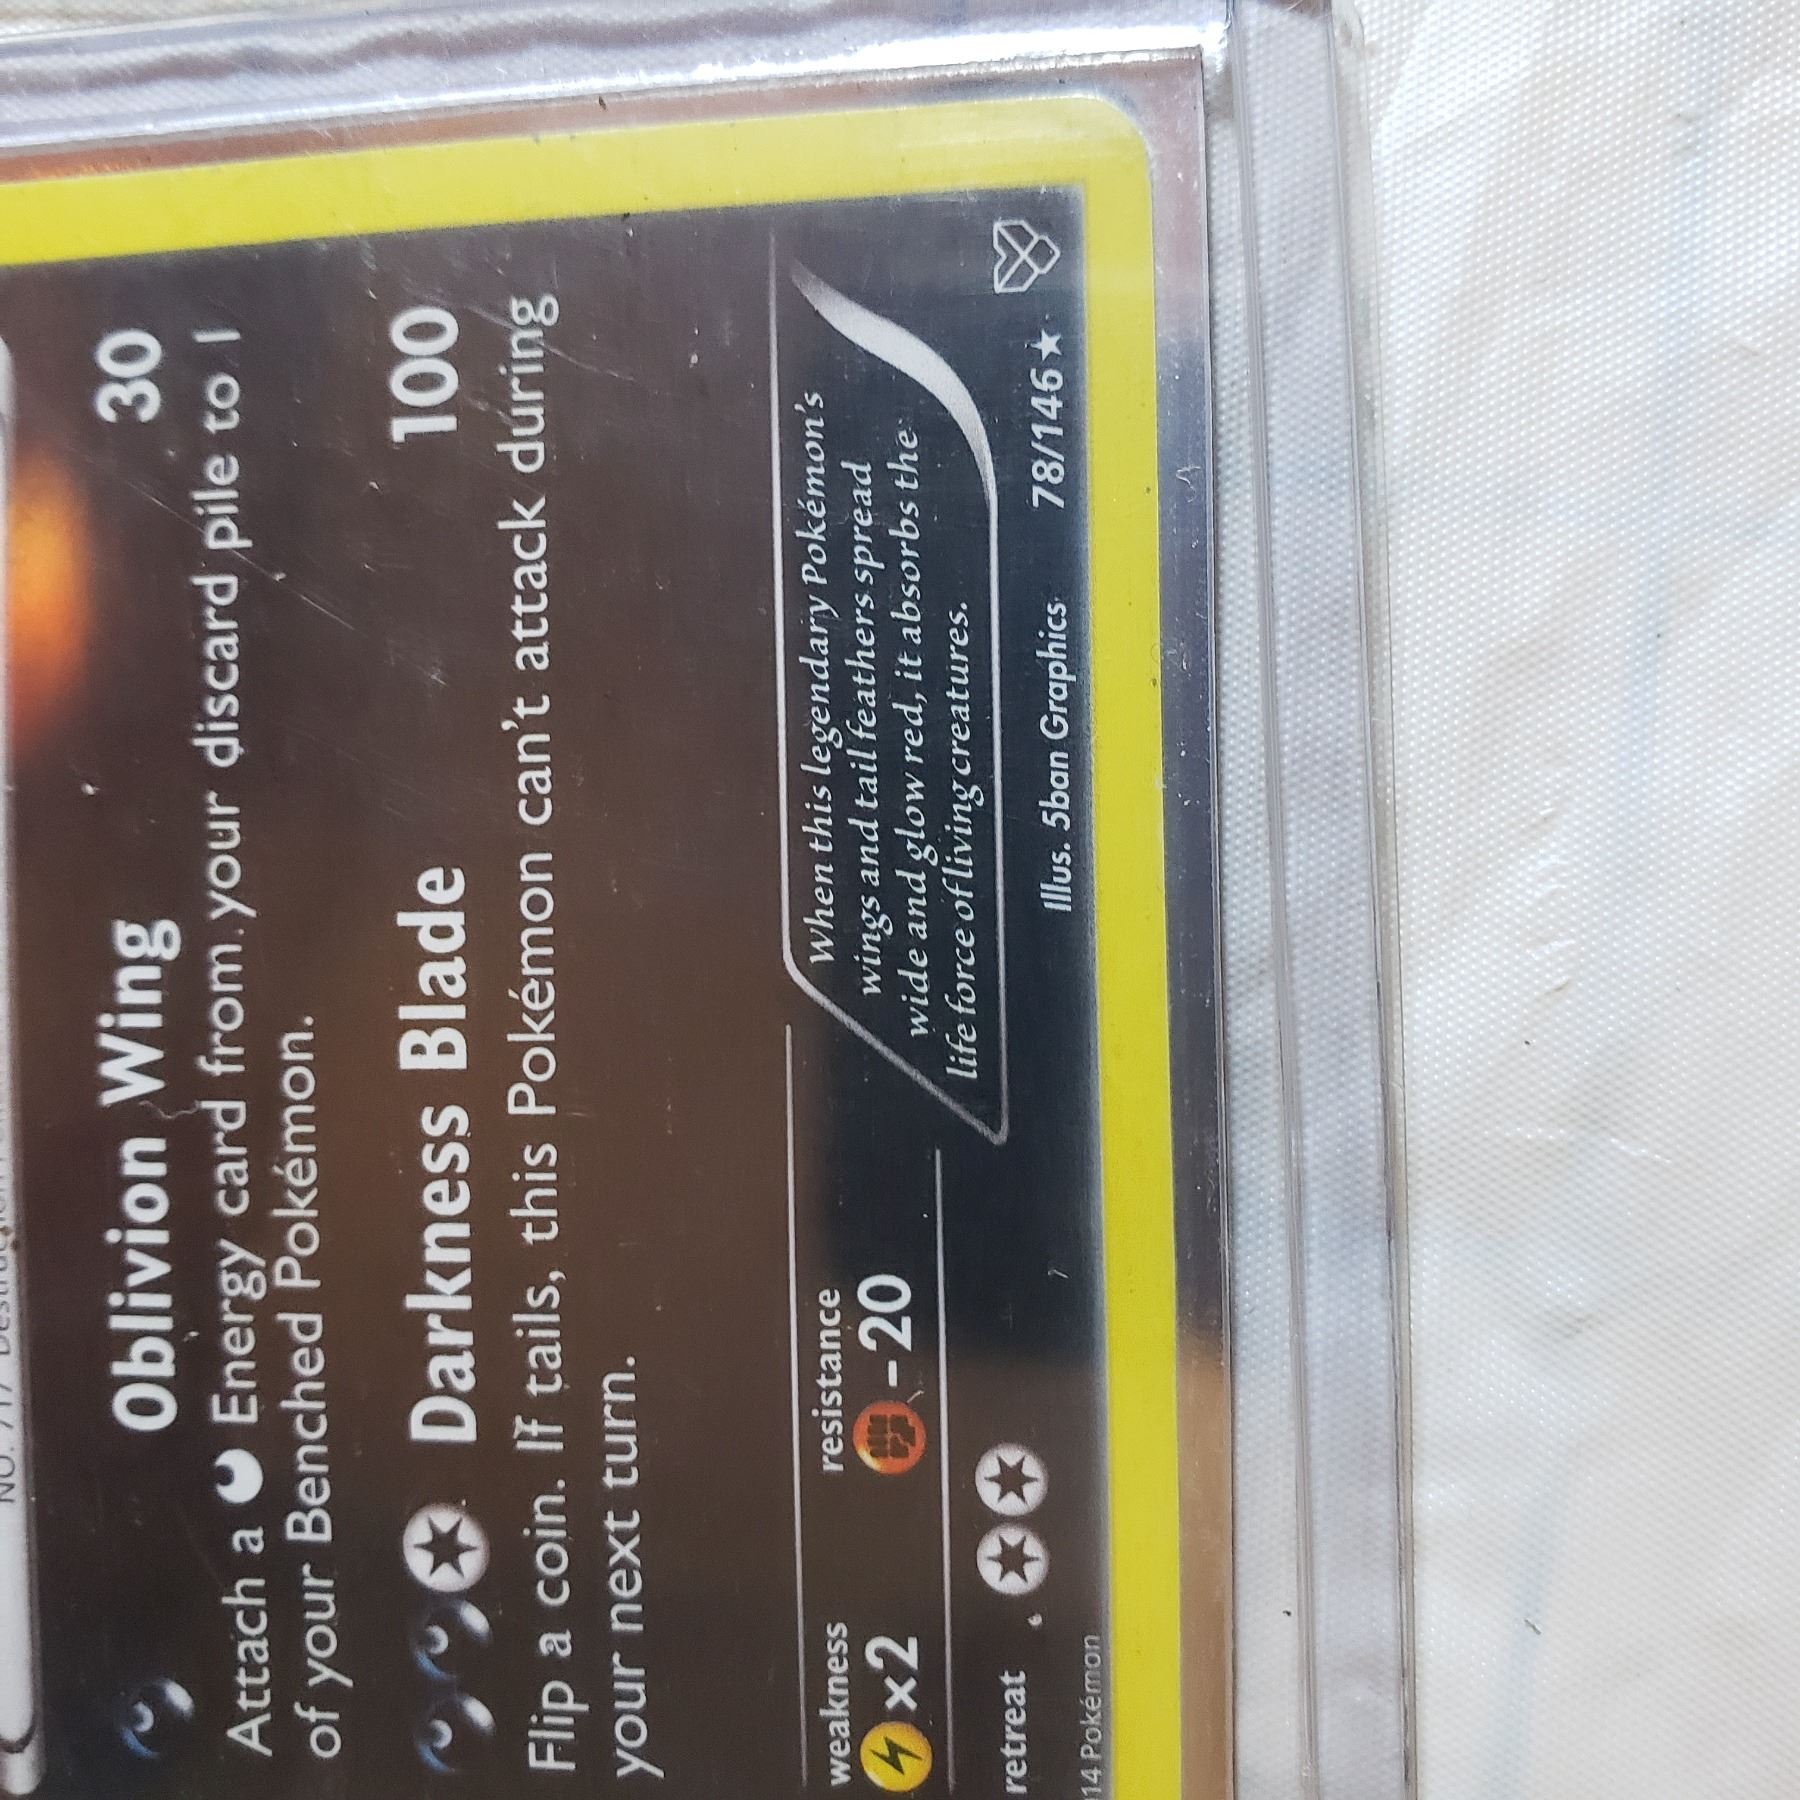 NO. 717
Oblivion Wing 30
Attach a Energy card from your discard pile to 1
of your Benched Pokémon.
Darkness Blade 100
Flip a coin. If tails, this Pokémon can't attack during
your next turn.
weakness
×2
resistance
-20
retreat
When this legendary Pokémon's
wings and tail feathers spread
wide and glow red, it absorbs the
life force of living creatures.
Illus. 5ban Graphics 78/146★
14 Pokémon